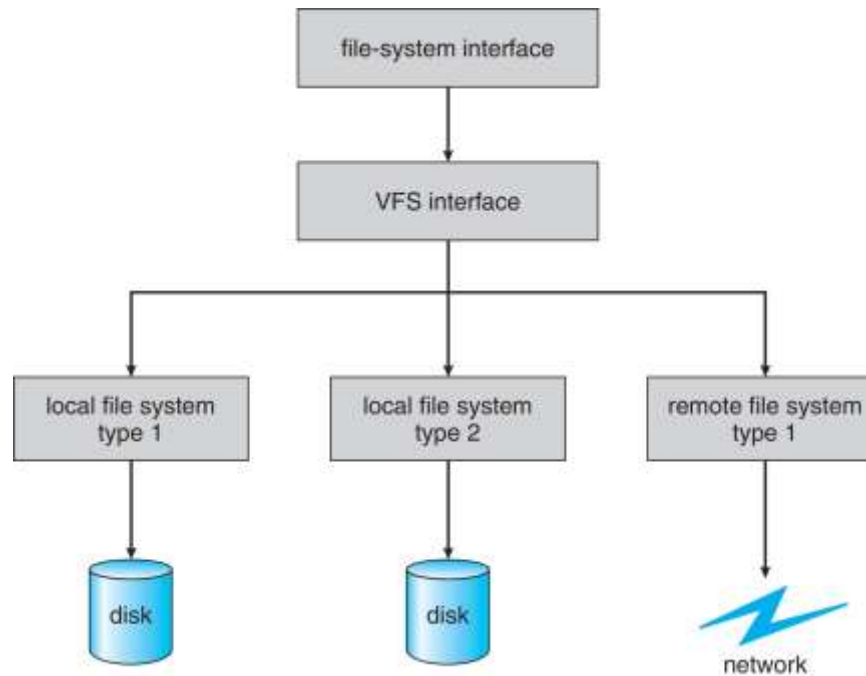 file-system interface
VFS interface
local file system
type 1
local file system
type 2
remote file system
type 1
disk
disk
network